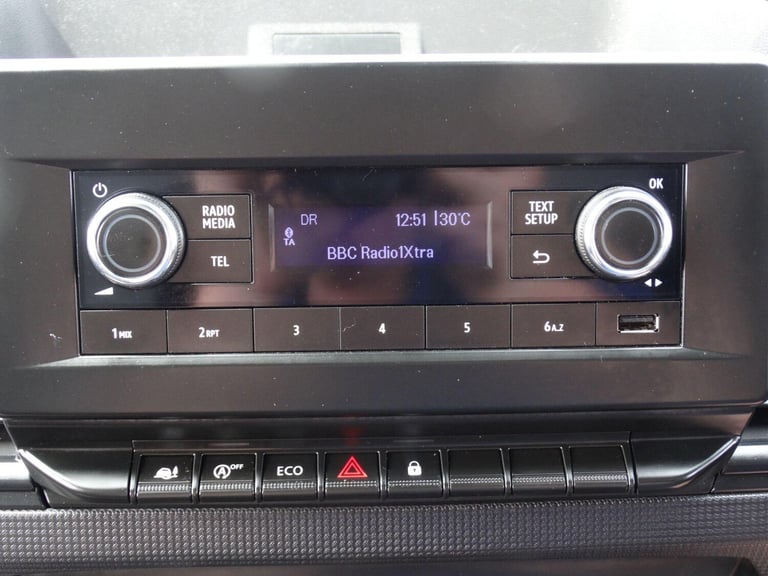 OK
RADIO
MEDIA
TEXT
SETUP
DR 12:51 30°C
TA
BBC Radio1Xtra
TEL
1MIX 2RPT 3 4 5 6A.Z
A OFF ECO